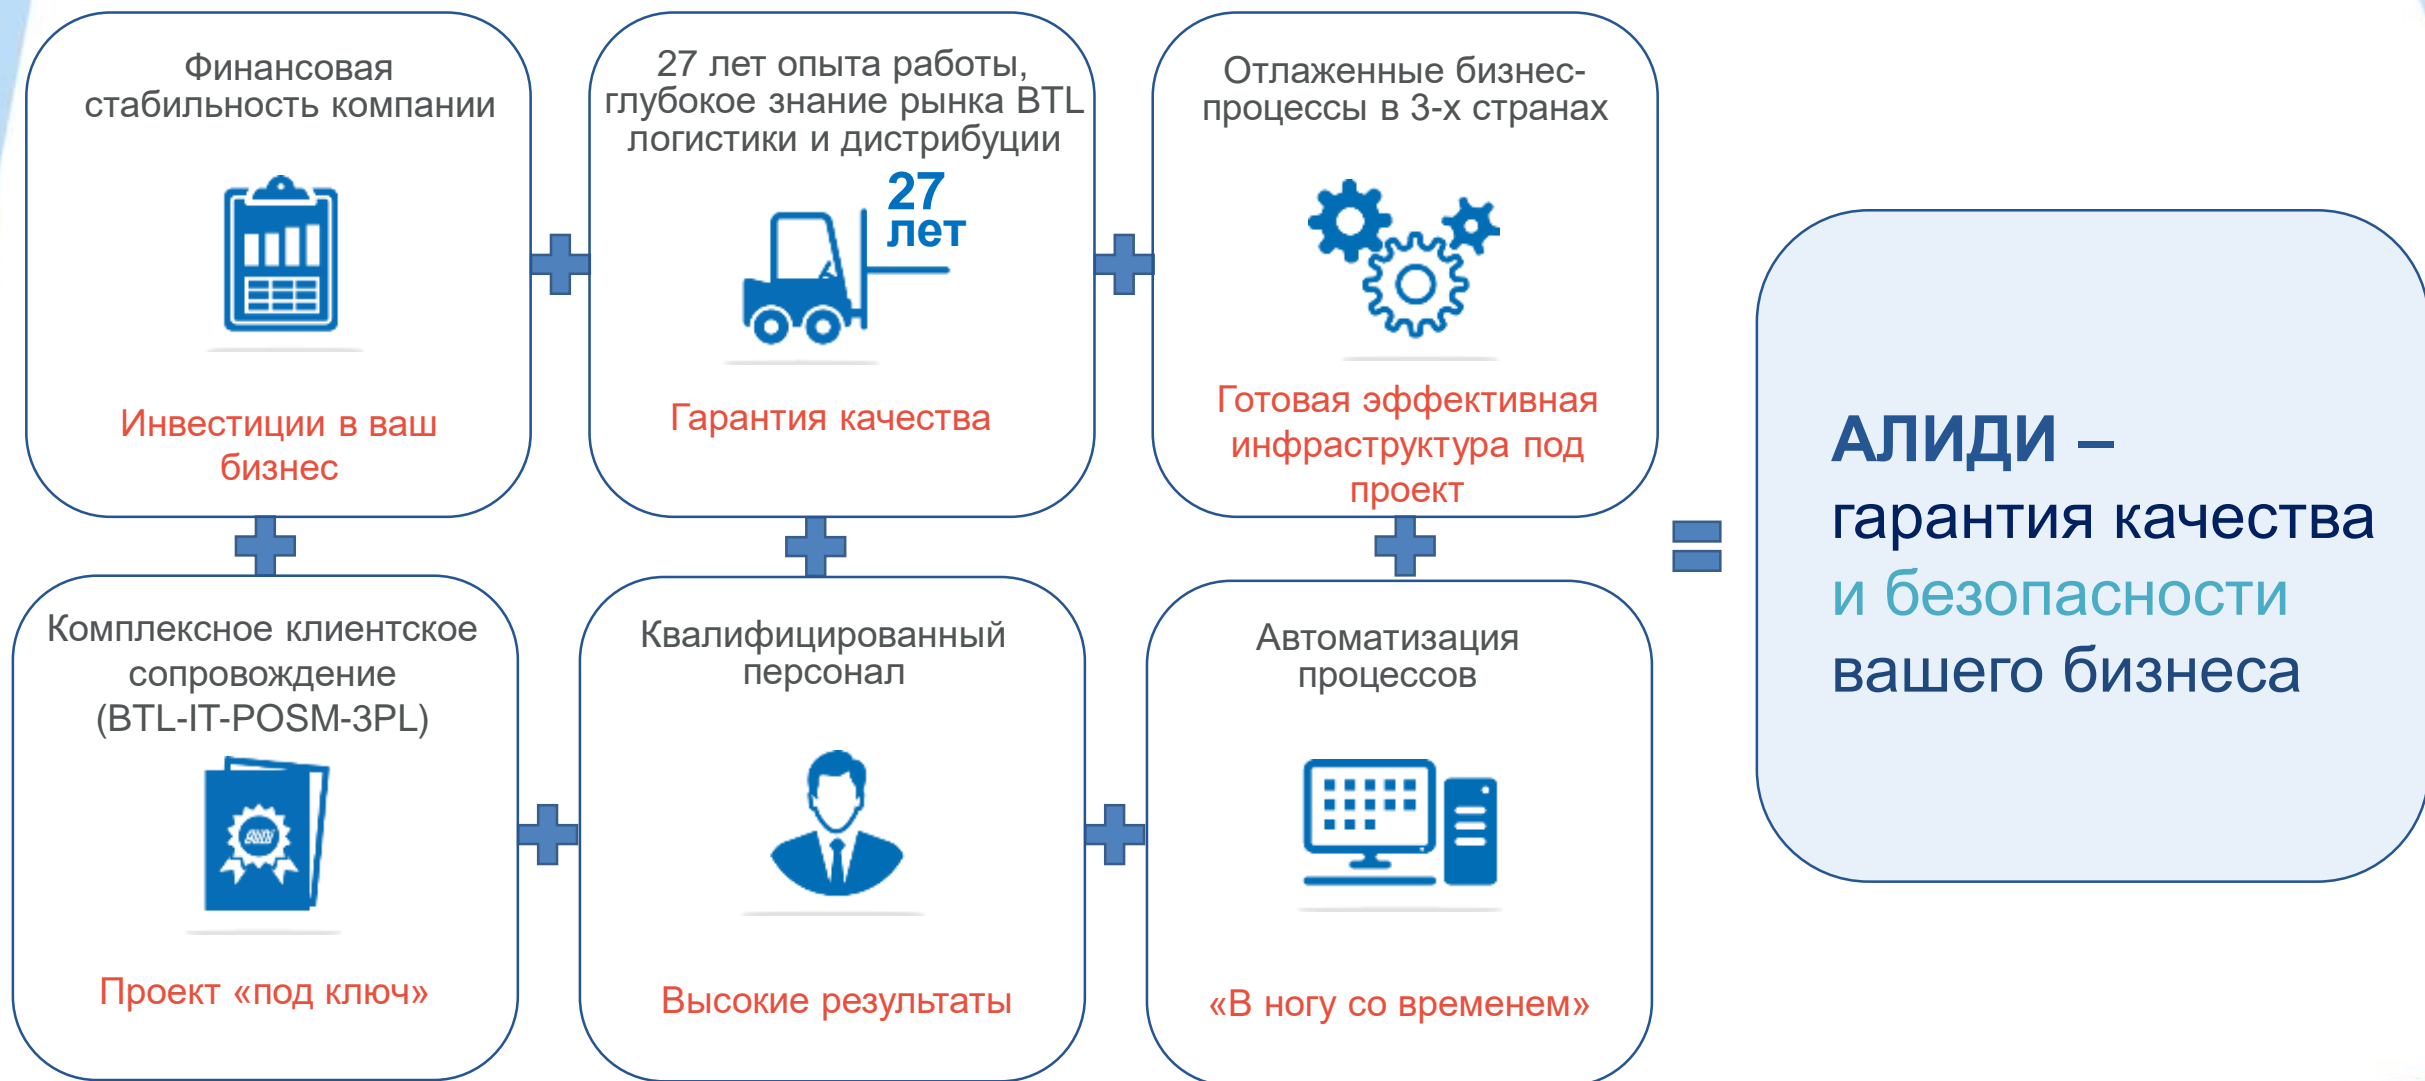 Финансовая
стабильность компании
Инвестиции в ваш
бизнес
27 лет опыта работы,
глубокое знание рынка BTL
логистики и дистрибуции
27
лет
Гарантия качества
Отлаженные бизнес-
процессы в 3-х странах
Готовая эффективная
инфраструктура под
проект
Комплексное клиентское
сопровождение
(BTL-IT-POSM-3PL)
Проект «под ключ»
Квалифицированный
персонал
Высокие результаты
Автоматизация
процессов
«В ногу со временем»
АЛИДИ –
гарантия качества
и безопасности
вашего бизнеса